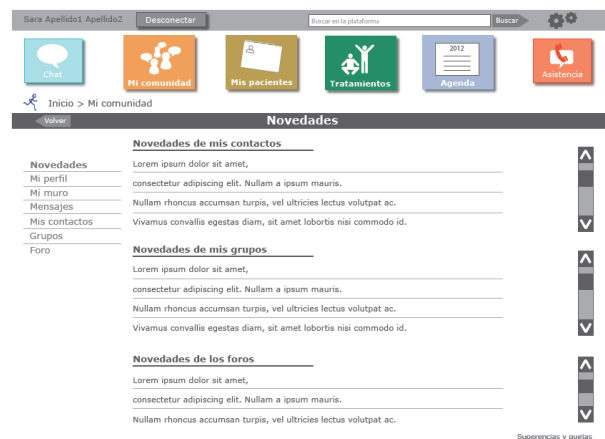 Sara Apellido1 Apellido2 Desconectar Buscar en la plataforma Buscar
Chat Mi comunidad Mis pacientes Tratamientos 2012 Agenda Asistencia
Inicio > Mi comunidad
Volver Novedades
Novedades
Mi perfil
Mi muro
Mensajes
Mis contactos
Grupos
Foro
Novedades de mis contactos
Lorem ipsum dolor sit amet,
consectetur adipiscing elit. Nullam a ipsum mauris.
Nullam rhoncus accumsan turpis, vel ultricies lectus volutpat ac.
Vivamus convallis egestas diam, sit amet lobortis nisi commodo id.
Novedades de mis grupos
Lorem ipsum dolor sit amet,
consectetur adipiscing elit. Nullam a ipsum mauris.
Nullam rhoncus accumsan turpis, vel ultricies lectus volutpat ac.
Vivamus convallis egestas diam, sit amet lobortis nisi commodo id.
Novedades de los foros
Lorem ipsum dolor sit amet,
consectetur adipiscing elit. Nullam a ipsum mauris.
Nullam rhoncus accumsan turpis, vel ultricies lectus volutpat ac.
Sugerencias y quejas